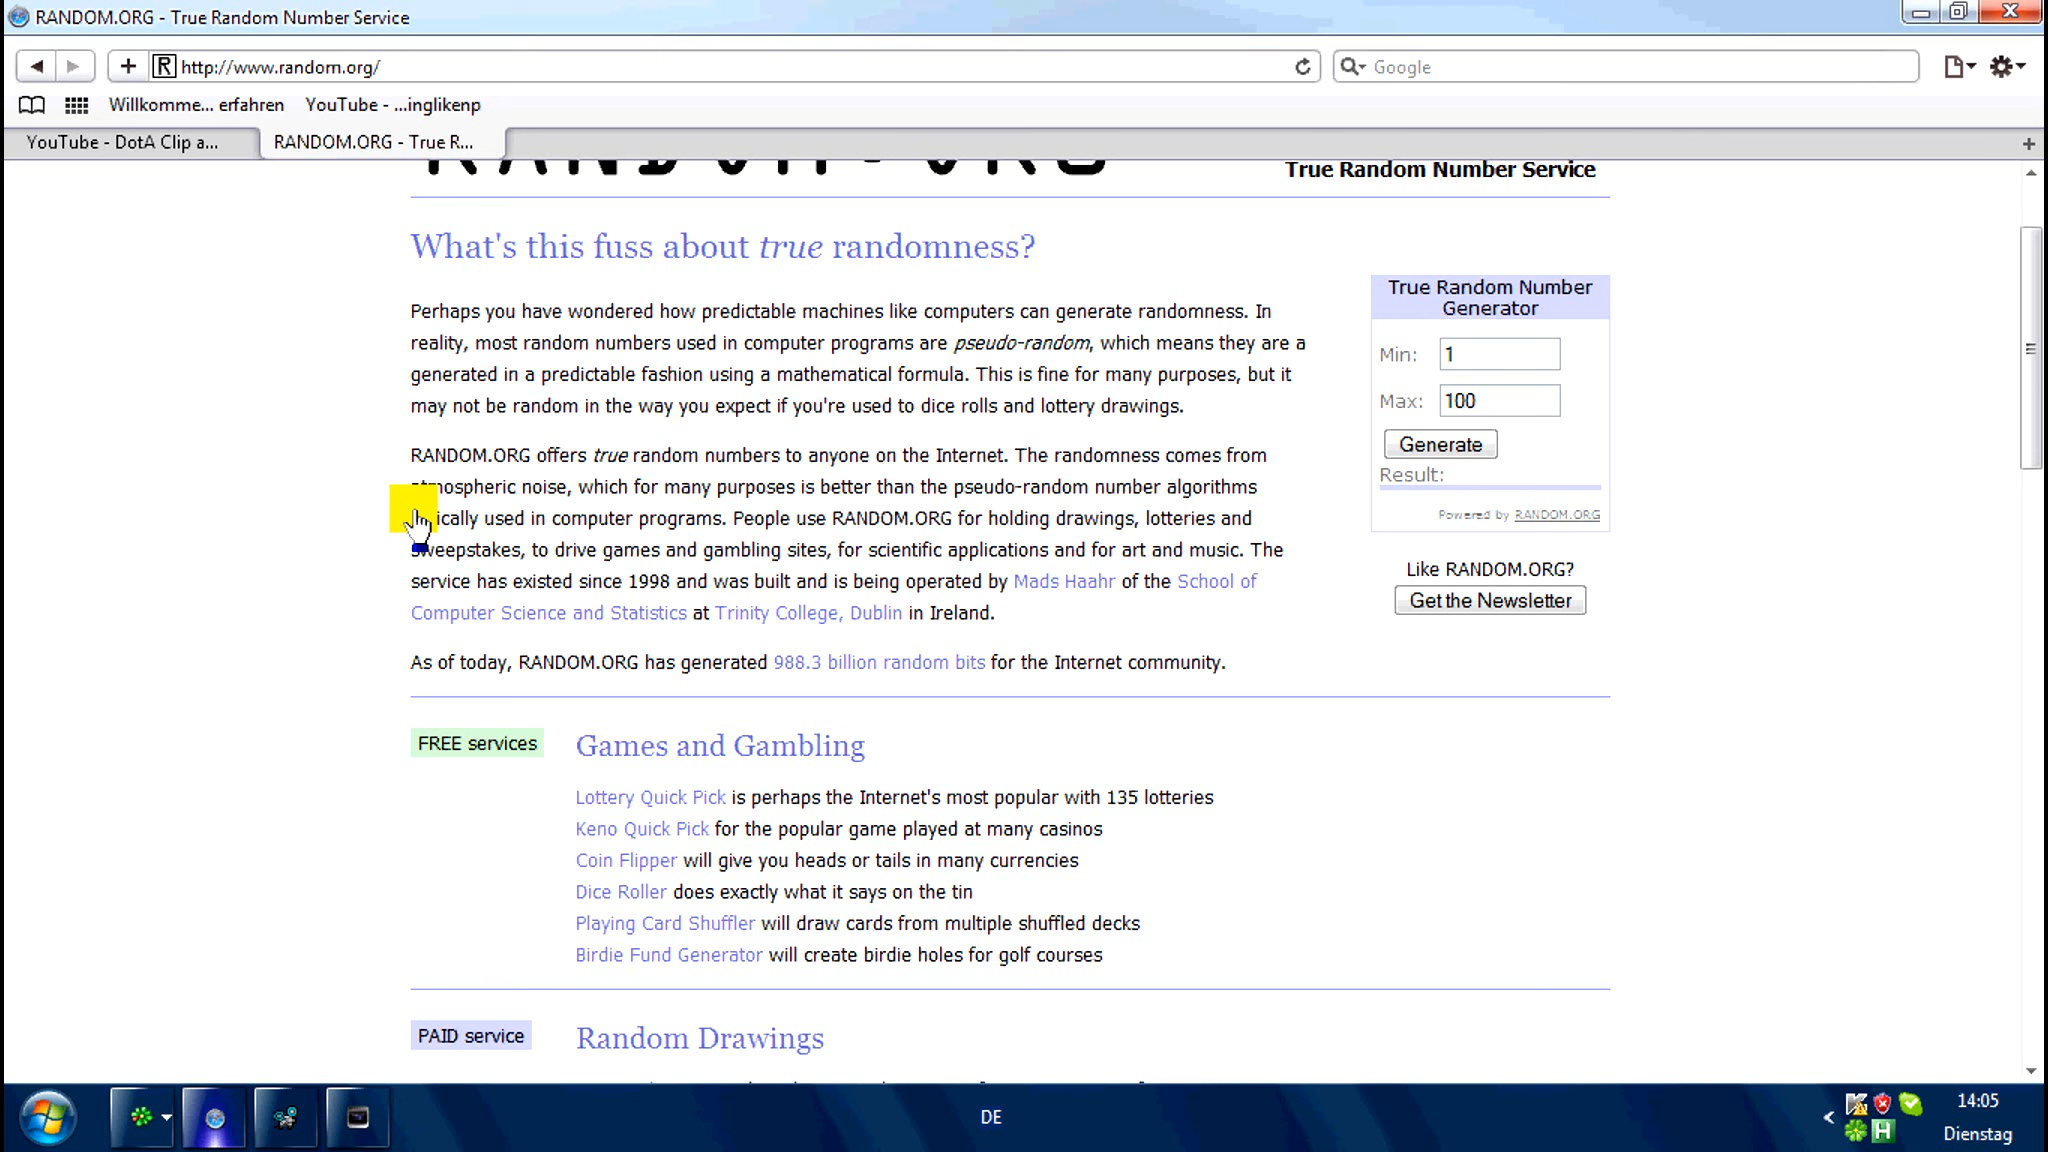 RANDOM.ORG - True Random Number Service
http://www.random.org/
Google
Willkomme... erfahren YouTube - ...inglikenp
YouTube - DotA Clip a...
RANDOM.ORG - True R...
RANDOM.ORG
True Random Number Service
What's this fuss about true randomness?
Perhaps you have wondered how predictable machines like computers can generate randomness. In
reality, most random numbers used in computer programs are pseudo-random, which means they are a
generated in a predictable fashion using a mathematical formula. This is fine for many purposes, but it
may not be random in the way you expect if you're used to dice rolls and lottery drawings.
RANDOM.ORG offers true random numbers to anyone on the Internet. The randomness comes from
atmospheric noise, which for many purposes is better than the pseudo-random number algorithms
typically used in computer programs. People use RANDOM.ORG for holding drawings, lotteries and
sweepstakes, to drive games and gambling sites, for scientific applications and for art and music. The
service has existed since 1998 and was built and is being operated by Mads Haahr of the School of
Computer Science and Statistics at Trinity College, Dublin in Ireland.
As of today, RANDOM.ORG has generated 988.3 billion random bits for the Internet community.
True Random Number
Generator
Min: 1
Max: 100
Generate
Result:
Powered by RANDOM.ORG
Like RANDOM.ORG?
Get the Newsletter
FREE services
Games and Gambling
Lottery Quick Pick is perhaps the Internet's most popular with 135 lotteries
Keno Quick Pick for the popular game played at many casinos
Coin Flipper will give you heads or tails in many currencies
Dice Roller does exactly what it says on the tin
Playing Card Shuffler will draw cards from multiple shuffled decks
Birdie Fund Generator will create birdie holes for golf courses
PAID service
Random Drawings
DE
14:05
Dienstag